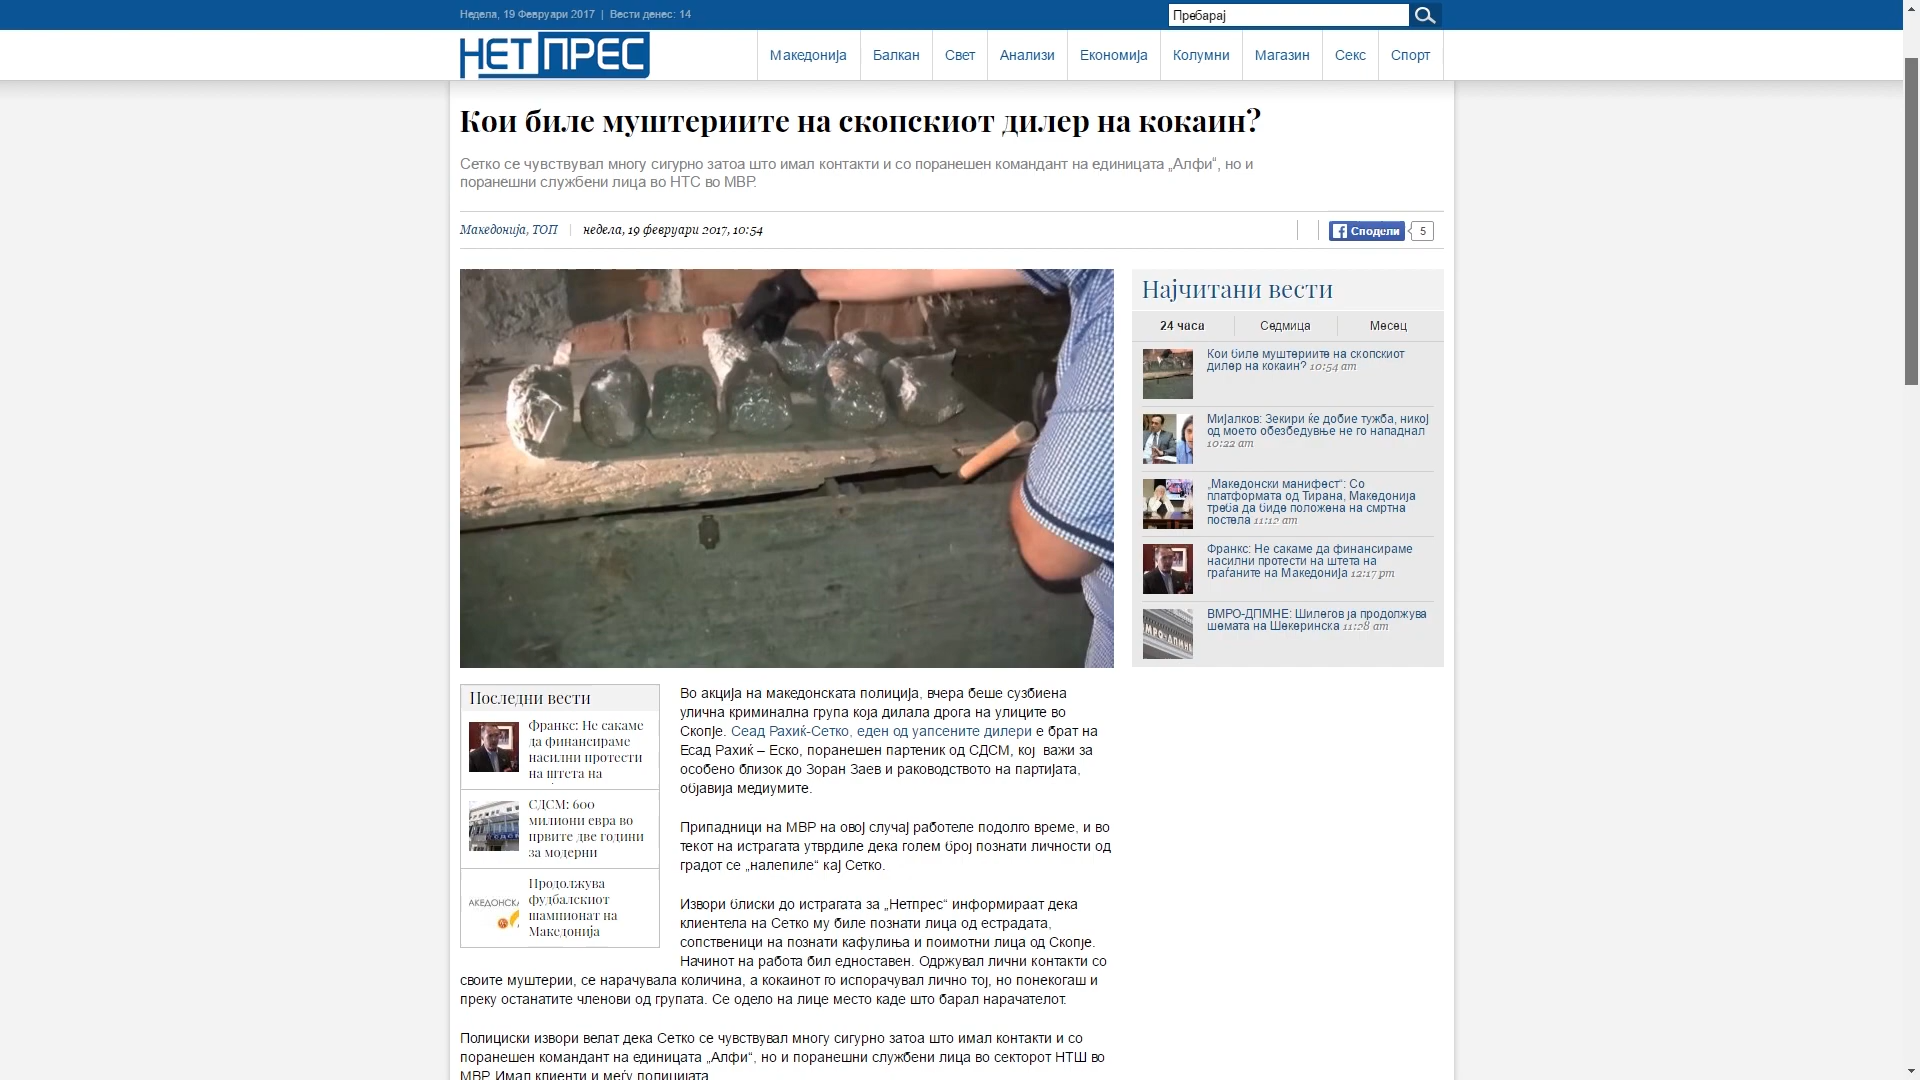 Недела, 19 Февруари 2017 | Вести денес: 14
Пребарај
НЕТ ПРЕС
Македонија
Балкан
Свет
Анализи
Економија
Колумни
Магазин
Секс
Спорт
Кои биле муштериите на скопскиот дилер на кокаин?
Сетко се чувствувал многу сигурно затоа што имал контакти и со поранешен командант на единицата „Алфи“, но и
поранешни службени лица во НТС во МВР.
Македонија, ТОП
недела, 19 февруари 2017, 10:54
Сподели
5
Најчитани вести
24 часа
Седмица
Месец
Кои биле муштериите на скопскиот
дилер на кокаин? 10:54 am
Мијалков: Зекири ќе добие тужба, никој
од моето обезбедувње не го нападнал
10:22 am
„Македонски манифест“: Со
платформата од Тирана, Македонија
треба да биде положена на смртна
постела 11:12 am
Франкс: Не сакаме да финансираме
насилни протести на штета на
граѓаните на Македонија 12:17 pm
ВМРО-ДПМНЕ: Шилегов ја продолжува
шемата на Шекеринска 11:28 am
Последни вести
Франкс: Не сакаме
да финансираме
насилни протести
на штета на
СДСМ: 600
милиони евра во
првите две години
за модерни
АКЕДОНСКА
Продолжува
фудбалскиот
шампионат на
Македонија
Во акција на македонската полиција, вчера беше сузбиена
улична криминална група која дилала дрога на улиците во
Скопје. Сеад Рахиќ-Сетко, еден од уапсените дилери е брат на
Есад Рахиќ – Еско, поранешен партеник од СДСМ, кој  важи за
особено близок до Зоран Заев и раководството на партијата,
објавија медиумите.
Припадници на МВР на овој случај работеле подолго време, и во
текот на истрагата утврдиле дека голем број познати личности од
градот се „налепиле“ кај Сетко.
Извори блиски до истрагата за „Нетпрес“ информираат дека
клиентела на Сетко му биле познати лица од естрадата,
сопственици на познати кафулиња и поимотни лица од Скопје.
Начинот на работа бил едноставен. Одржувал лични контакти со
своите муштерии, се нарачувала количина, а кокаинот го испорачувал лично тој, но понекогаш и
преку останатите членови од групата. Се одело на лице место каде што барал нарачателот.
Полициски извори велат дека Сетко се чувствувал многу сигурно затоа што имал контакти и со
поранешен командант на единицата „Алфи“, но и поранешни службени лица во секторот НТШ во
МВР. Имал клиенти и меѓу полицијата.